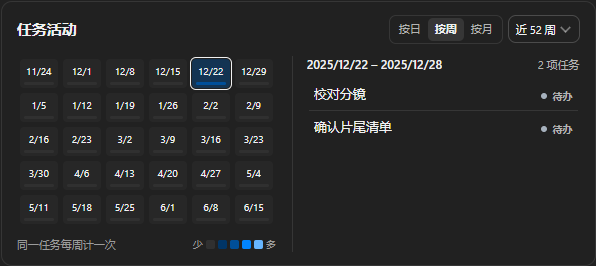 任务活动
按日 按周 按月 近 52 周
11/24 12/1 12/8 12/15 12/22 12/29
1/5 1/12 1/19 1/26 2/2 2/9
2/16 2/23 3/2 3/9 3/16 3/23
3/30 4/6 4/13 4/20 4/27 5/4
5/11 5/18 5/25 6/1 6/8 6/15
同一任务每周计一次 少 多
2025/12/22 – 2025/12/28 2 项任务
校对分镜 待办
确认片尾清单 待办